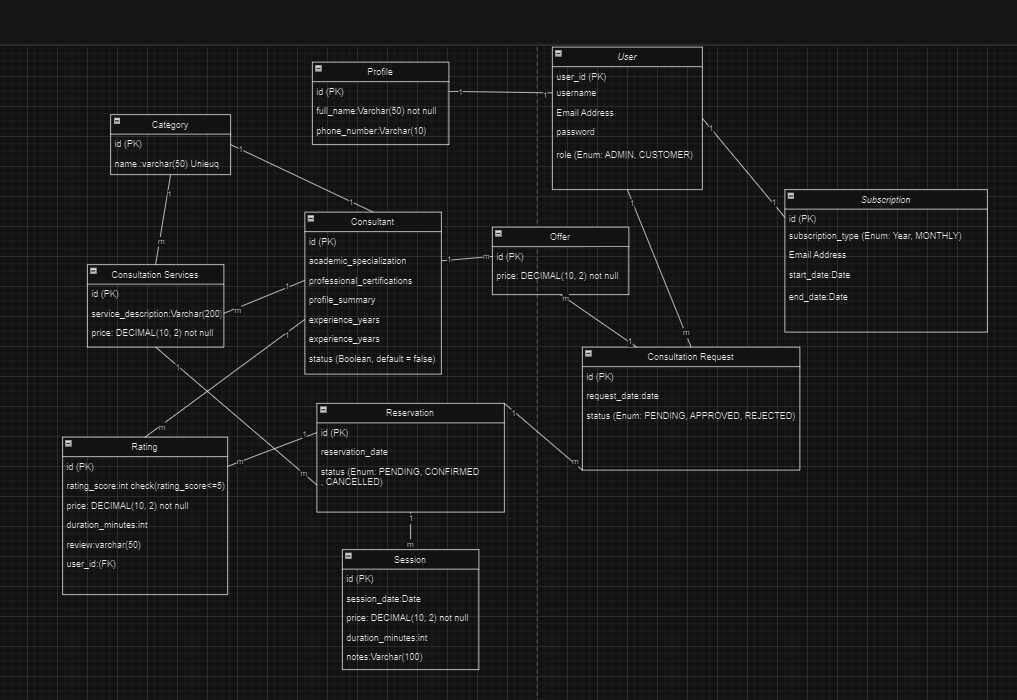 Profile
id (PK)
full_name:Varchar(50) not null
phone_number:Varchar(10)
User
user_id (PK)
username
Email Address
password
role (Enum: ADMIN, CUSTOMER)
Category
id (PK)
name :varchar(50) Unieuq
Subscription
id (PK)
subscription_type (Enum: Year, MONTHLY)
Email Address
start_date:Date
end_date:Date
Consultant
id (PK)
academic_specialization
professional_certifications
profile_summary
experience_years
experience_years
status (Boolean, default = false)
Offer
id (PK)
price: DECIMAL(10, 2) not null
Consultation Services
id (PK)
service_description:Varchar(200)
price: DECIMAL(10, 2) not null
Consultation Request
id (PK)
request_date:date
status (Enum: PENDING, APPROVED, REJECTED)
Reservation
id (PK)
reservation_date
status (Enum: PENDING, CONFIRMED
, CANCELLED)
Rating
id (PK)
rating_score:int check(rating_score<=5)
price: DECIMAL(10, 2) not null
duration_minutes:int
review:varchar(50)
user_id:(FK)
Session
id (PK)
session_date:Date
price: DECIMAL(10, 2) not null
duration_minutes:int
notes:Varchar(100)
1
1
1
1
1
1
1
m
1
m
1
m
1
m
m
1
1
m
1
m
1
m
1
m
1
m